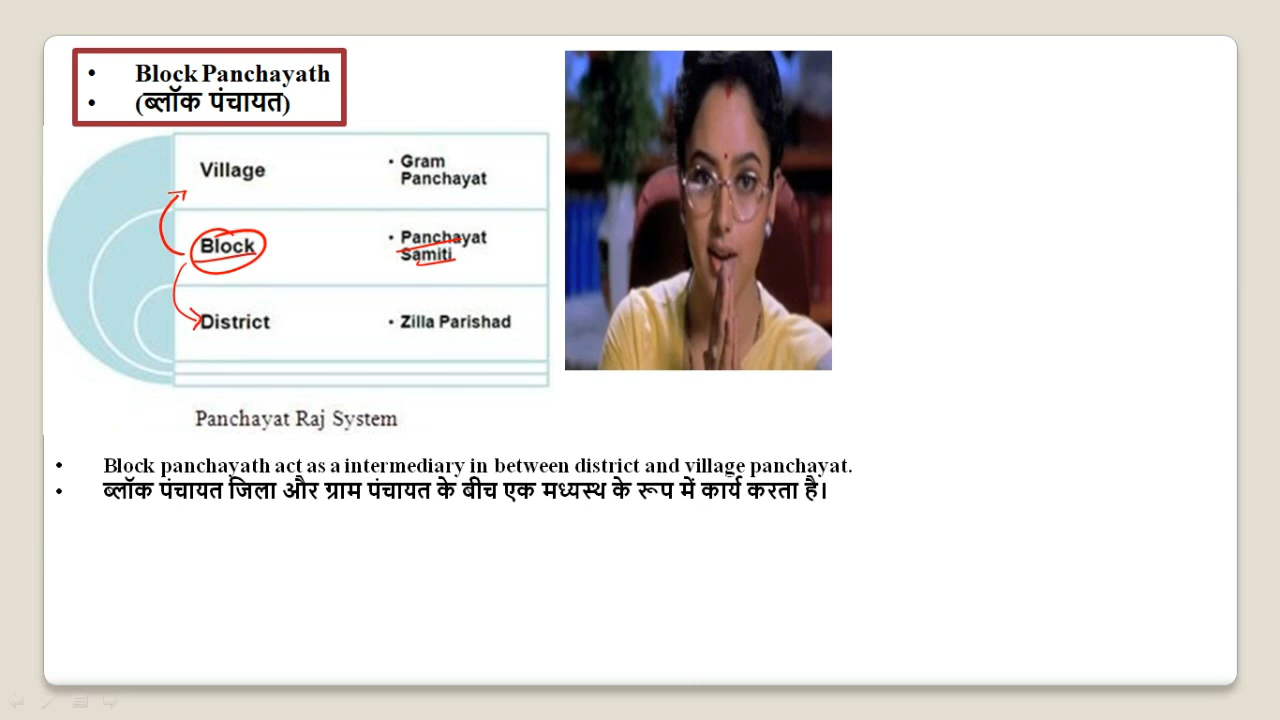 • Block Panchayath
• (ब्लॉक पंचायत)
Village • Gram
Panchayat
Block • Panchayat
Samiti
District • Zilla Parishad
Panchayat Raj System
• Block panchayath act as a intermediary in between district and village panchayat.
• ब्लॉक पंचायत जिला और ग्राम पंचायत के बीच एक मध्यस्थ के रूप में कार्य करता है।